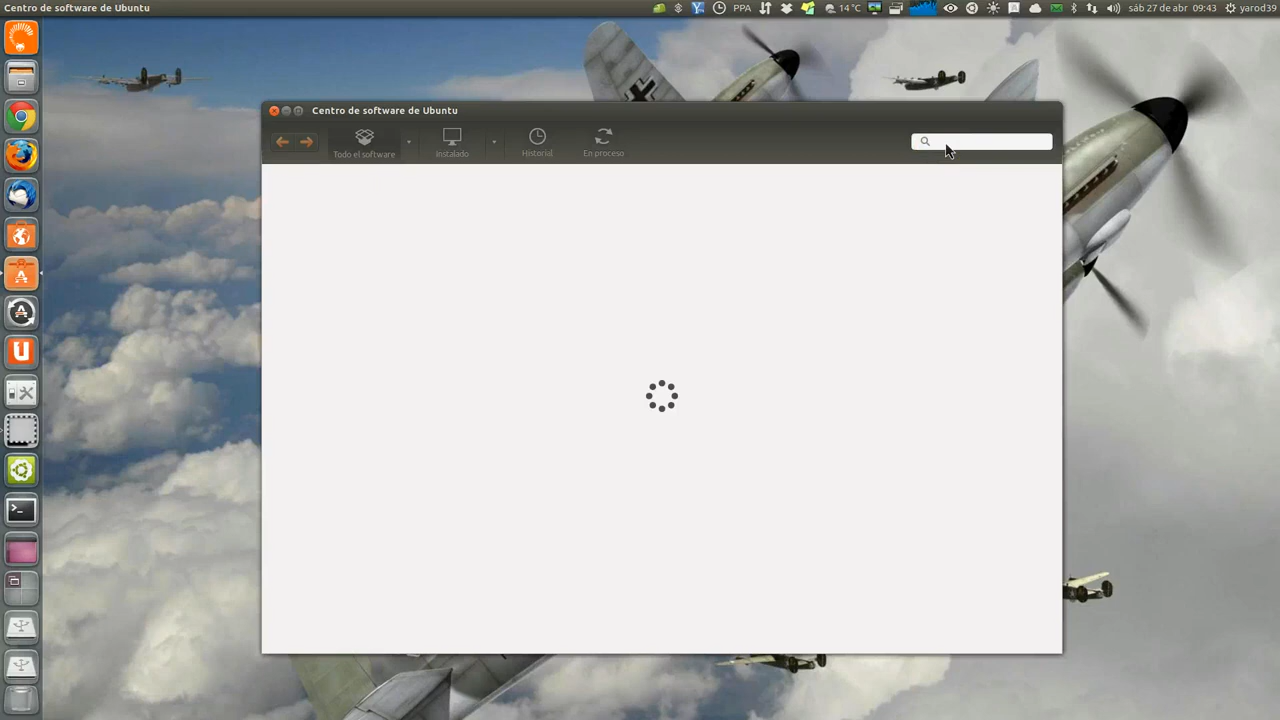 Centro de software de Ubuntu
PPA
14 °C
sáb 27 de abr
09:43
yarod39
Centro de software de Ubuntu
Todo el software
Instalado
Historial
En proceso